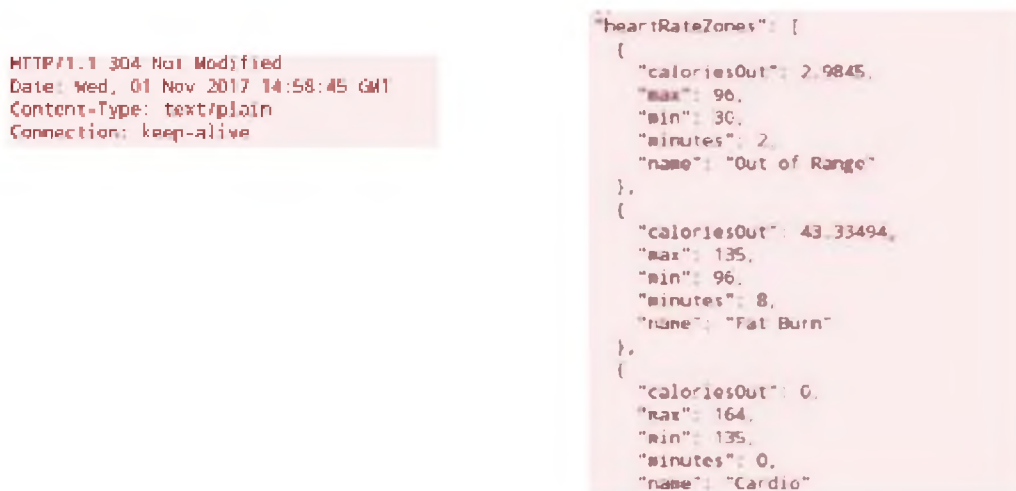 HTTP/1.1 304 Not Modified
Date: Wed, 01 Nov 2017 14:58:45 GMT
Content-Type: text/plain
Connection: keep-alive
"heartRateZones": [
{
"caloriesOut": 2.9845,
"max": 96,
"min": 30,
"minutes": 2,
"name": "Out of Range"
},
{
"caloriesOut": 43.33494,
"max": 135,
"min": 96,
"minutes": 8,
"name": "Fat Burn"
},
{
"caloriesOut": 0,
"max": 164,
"min": 135,
"minutes": 0,
"name": "Cardio"